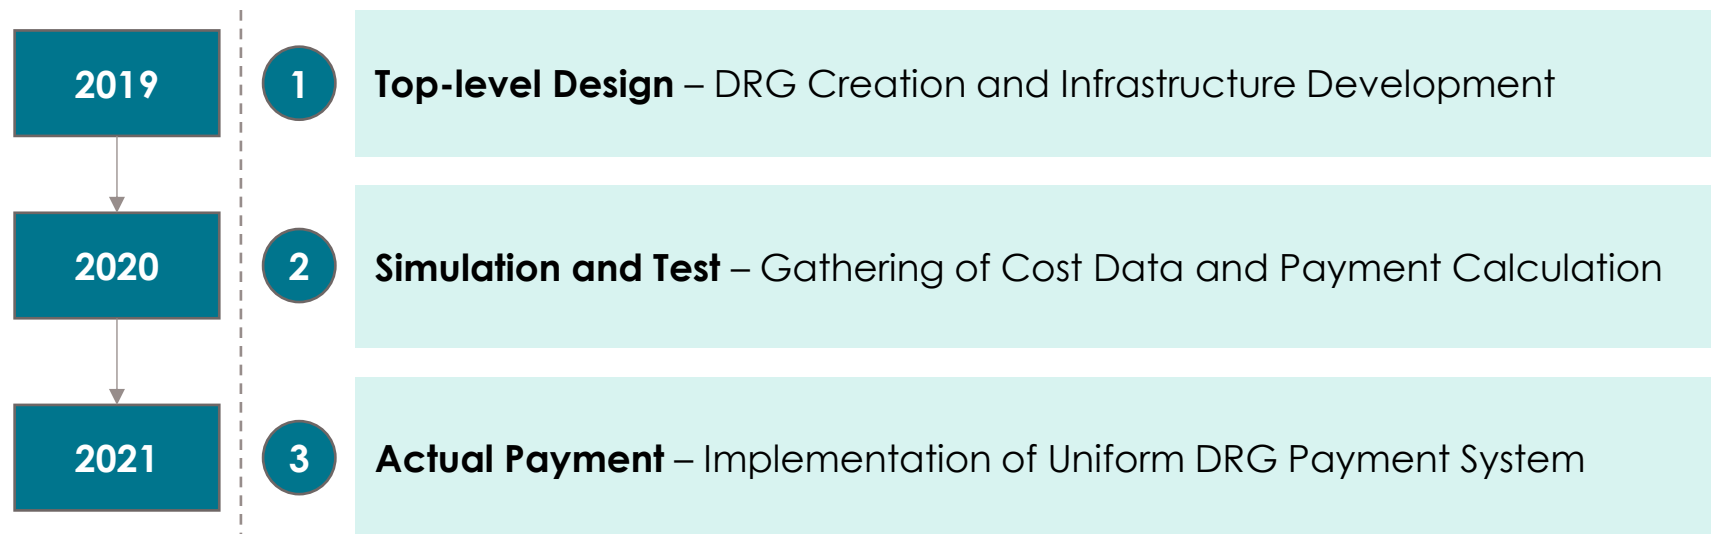 2019
1
Top-level Design – DRG Creation and Infrastructure Development
2020
2
Simulation and Test – Gathering of Cost Data and Payment Calculation
2021
3
Actual Payment – Implementation of Uniform DRG Payment System